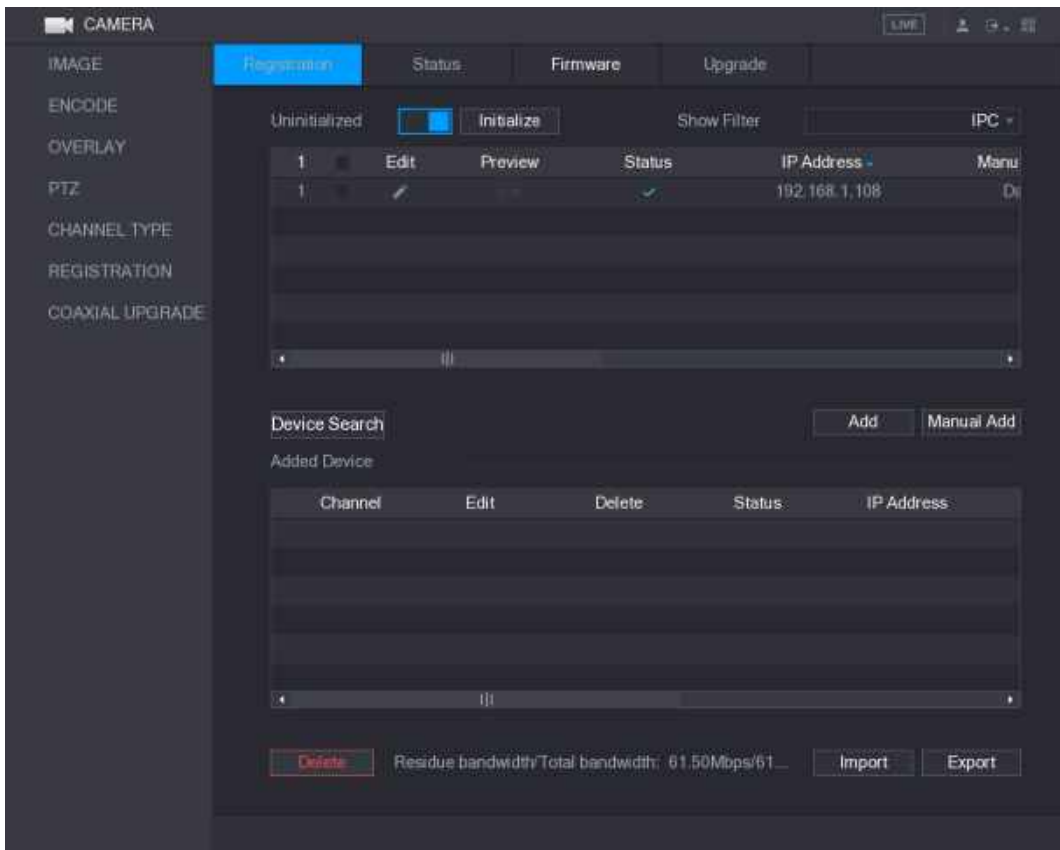 CAMERA
LIVE
IMAGE
ENCODE
OVERLAY
PTZ
CHANNEL TYPE
REGISTRATION
COAXIAL UPGRADE
Registration Status Firmware Upgrade
Uninitialized Initialize Show Filter IPC
1 Edit Preview Status IP Address Manu
1 192.168.1.108 Da
Device Search Add Manual Add
Added Device
Channel Edit Delete Status IP Address
Delete Residue bandwidth/Total bandwidth: 61.50Mbps/61... Import Export